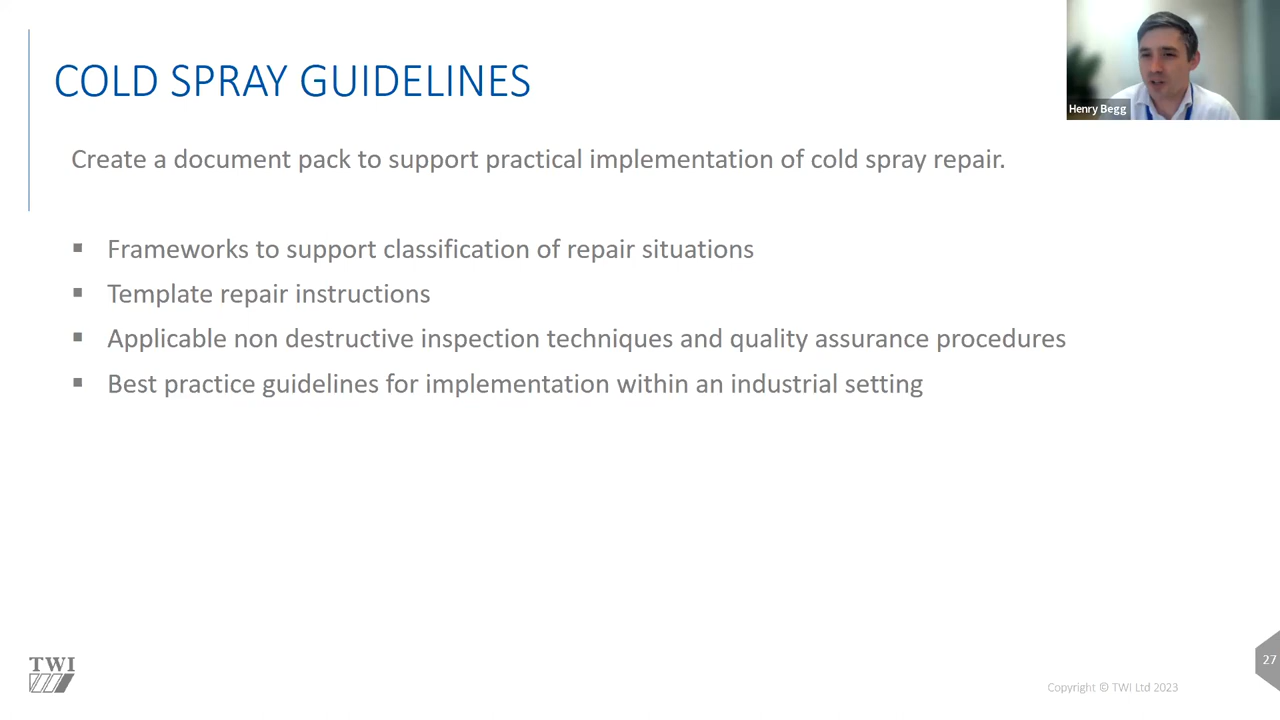 COLD SPRAY GUIDELINES
Henry Begg
Create a document pack to support practical implementation of cold spray repair.
▪ Frameworks to support classification of repair situations
▪ Template repair instructions
▪ Applicable non destructive inspection techniques and quality assurance procedures
▪ Best practice guidelines for implementation within an industrial setting
TWI
27
Copyright © TWI Ltd 2023